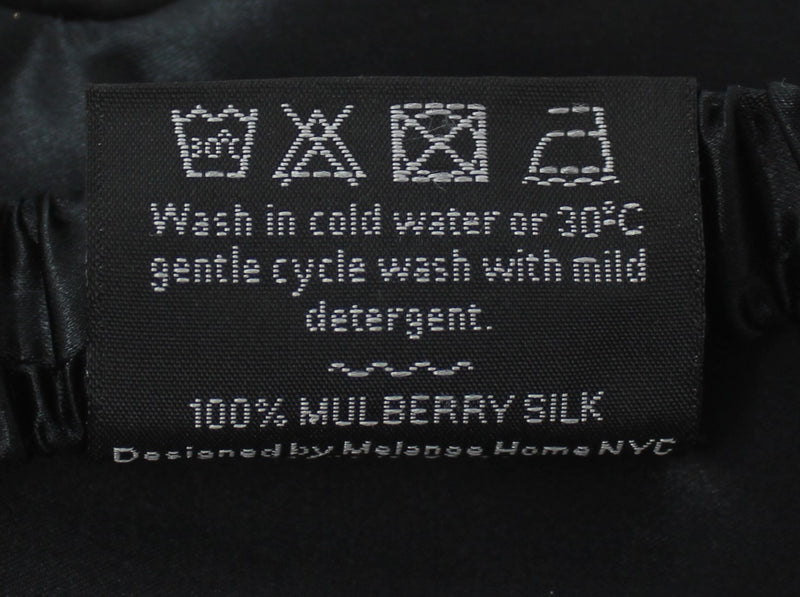 30°C
Wash in cold water or 30°C
gentle cycle wash with mild
detergent.
100% MULBERRY SILK
Designed by Melange Home NYC